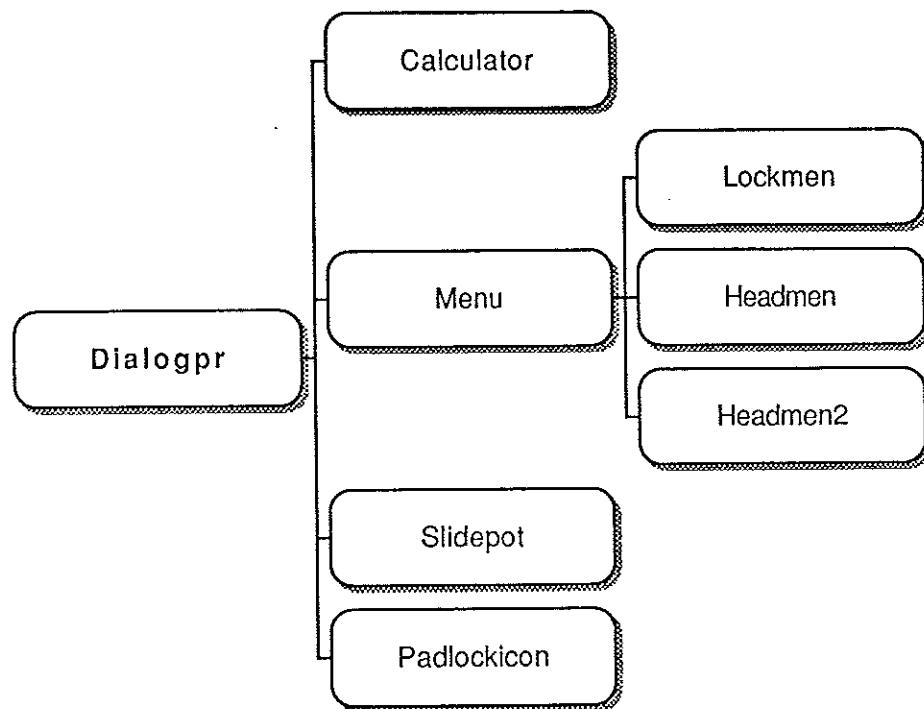 Calculator
Lockmen
Menu
Headmen
Dialogpr
Headmen2
Slidepot
Padlockicon